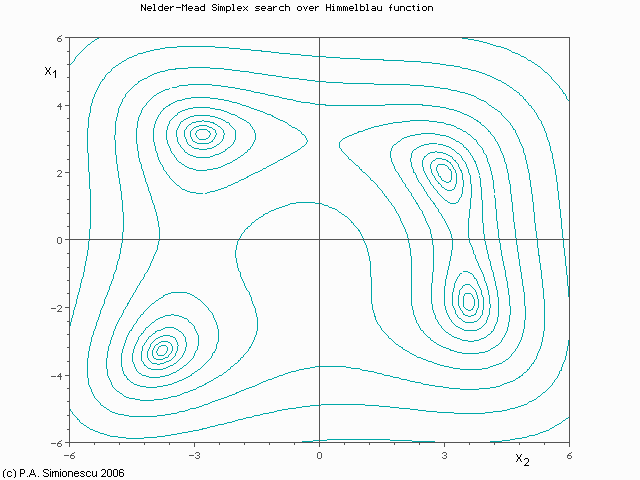 Nelder-Mead Simplex search over Himmelblau function
6
X1
4
2
0
-2
-4
-6
-6 -3 0 3 6
X2
(c) P.A. Simionescu 2006